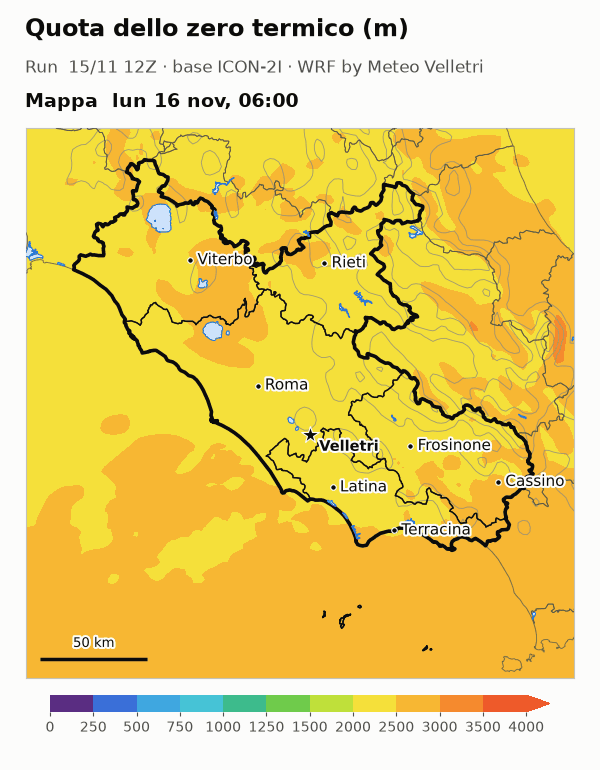 Quota dello zero termico (m)
Run  15/11 12Z · base ICON-2I · WRF by Meteo Velletri
Mappa  lun 16 nov, 06:00
Viterbo
Rieti
Roma
Velletri
Frosinone
Cassino
Latina
Terracina
50 km
0 250 500 750 1000 1250 1500 2000 2500 3000 3500 4000